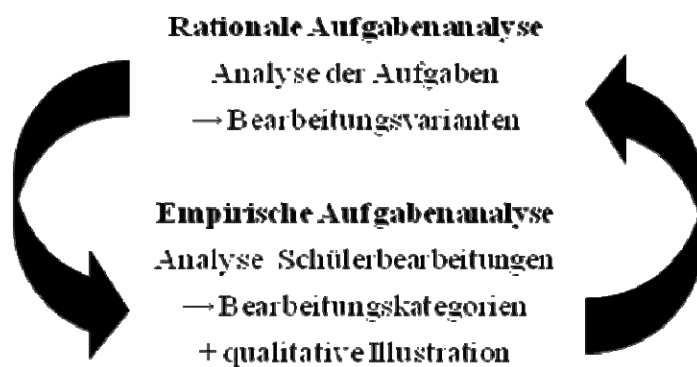 Rationale Aufgabenanalyse
Analyse der Aufgaben
→ Bearbeitungsvarianten
Empirische Aufgabenanalyse
Analyse Schülerbearbeitungen
→ Bearbeitungskategorien
+ qualitative Illustration